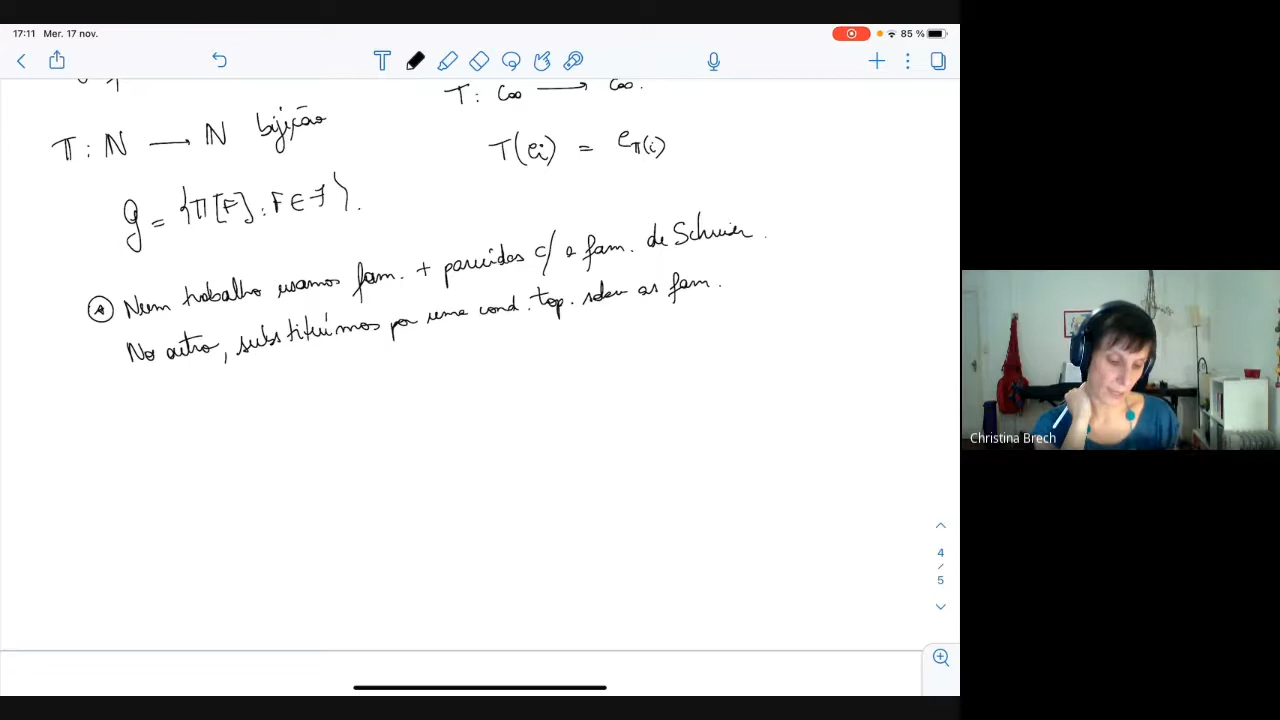 17:11 Mer. 17 nov.
85 %
T: c₀₀ → c₀₀.
π: ℕ → ℕ bijição
T(eᵢ) = e_π(i)
G = {π[F] : F ∈ F}.
* Num trabalho usamos fam. + parecidas c/ a fam. de Schreier.
No outro, substituímos por uma cond. top. sobre as fam.
Christina Brech
4
/
5